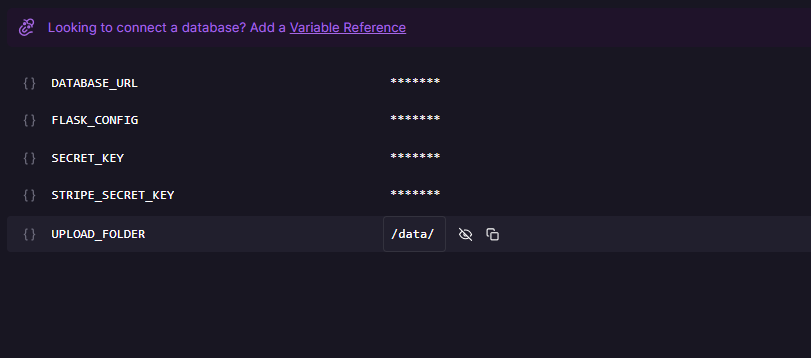 Looking to connect a database? Add a Variable Reference
{} DATABASE_URL *******
{} FLASK_CONFIG *******
{} SECRET_KEY *******
{} STRIPE_SECRET_KEY *******
{} UPLOAD_FOLDER /data/